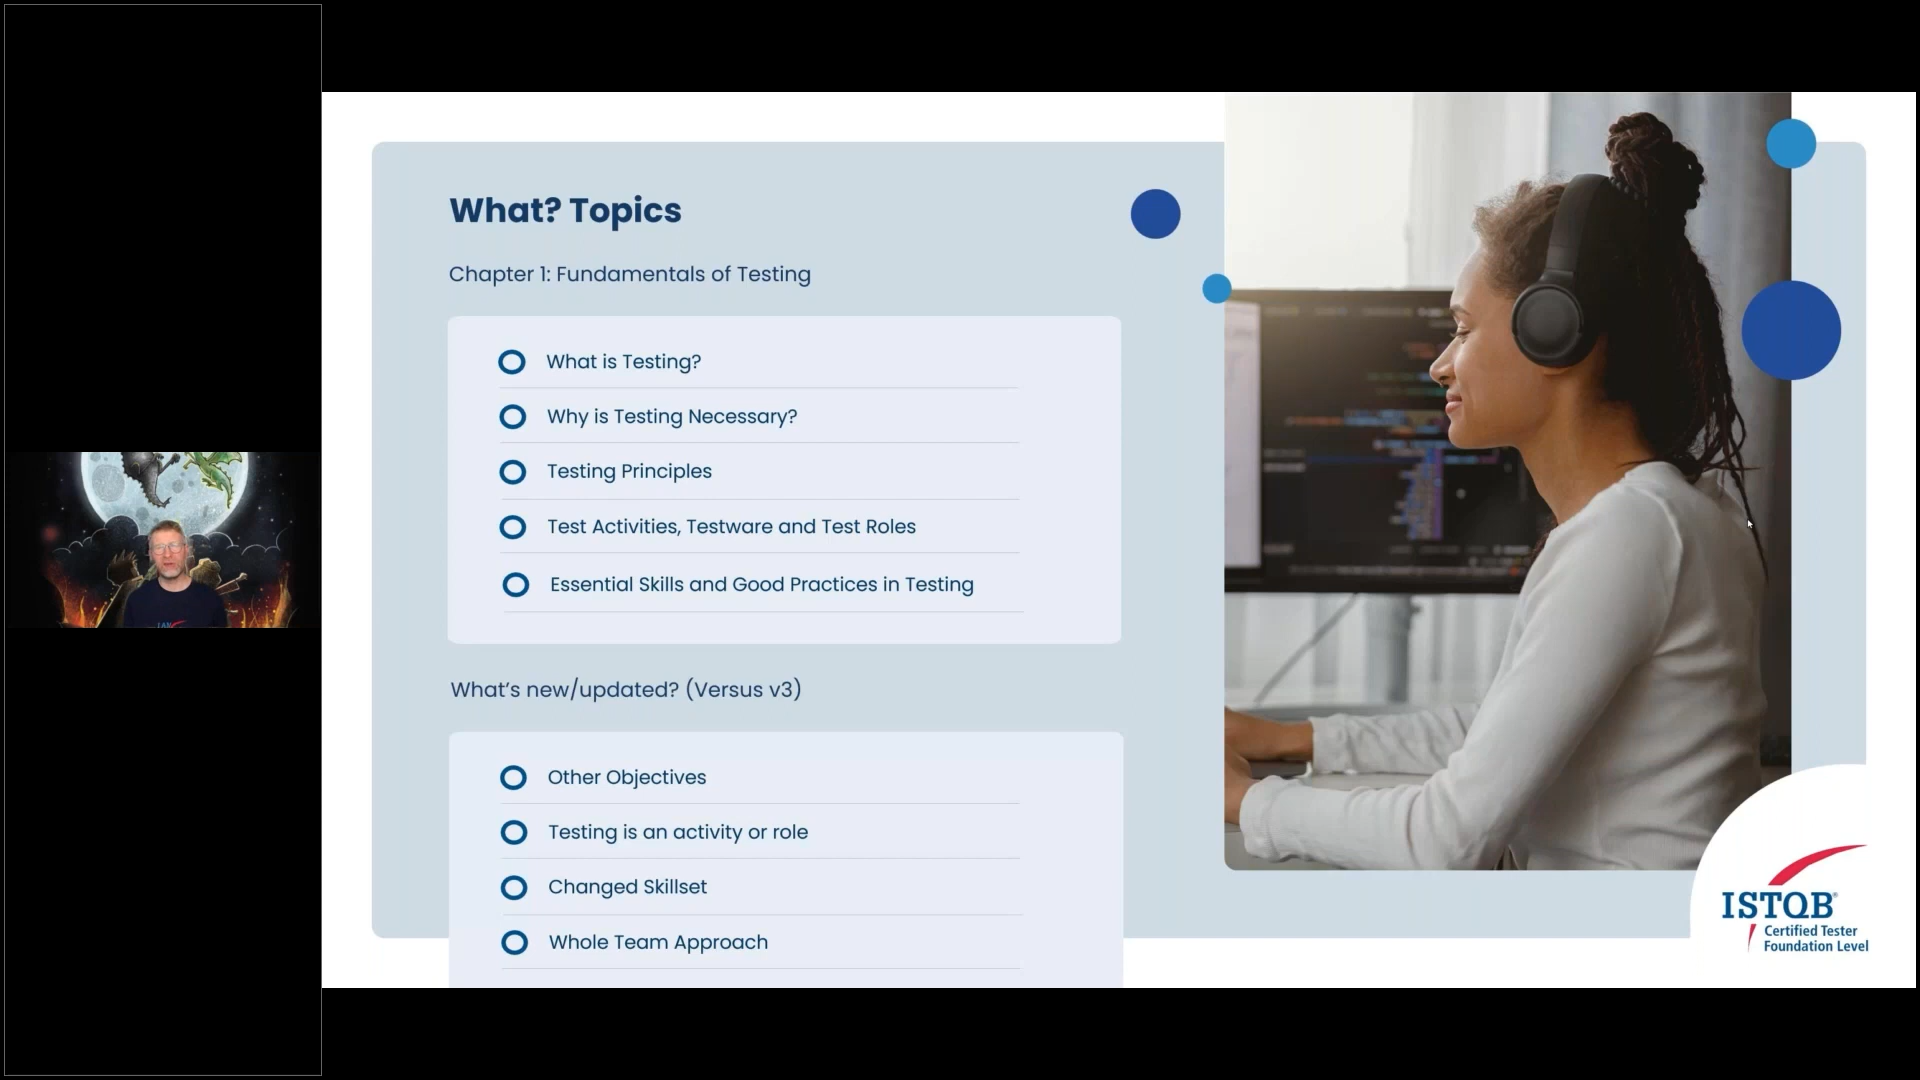 What? Topics
Chapter 1: Fundamentals of Testing
What is Testing?
Why is Testing Necessary?
Testing Principles
Test Activities, Testware and Test Roles
Essential Skills and Good Practices in Testing
What's new/updated? (Versus v3)
Other Objectives
Testing is an activity or role
Changed Skillset
Whole Team Approach
ISTQB®
Certified Tester
Foundation Level
I AM